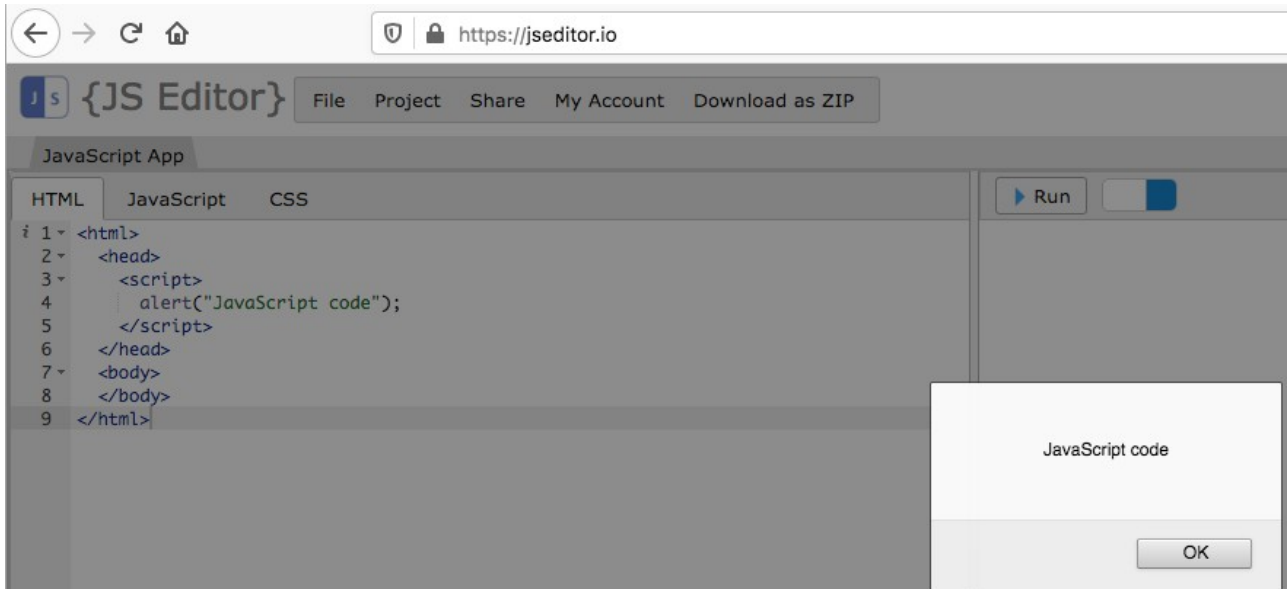 https://jseditor.io
JS {JS Editor} File Project Share My Account Download as ZIP
JavaScript App
HTML JavaScript CSS
Run
i 1 <html>
2 <head>
3 <script>
4 alert("JavaScript code");
5 </script>
6 </head>
7 <body>
8 </body>
9 </html>
JavaScript code
OK